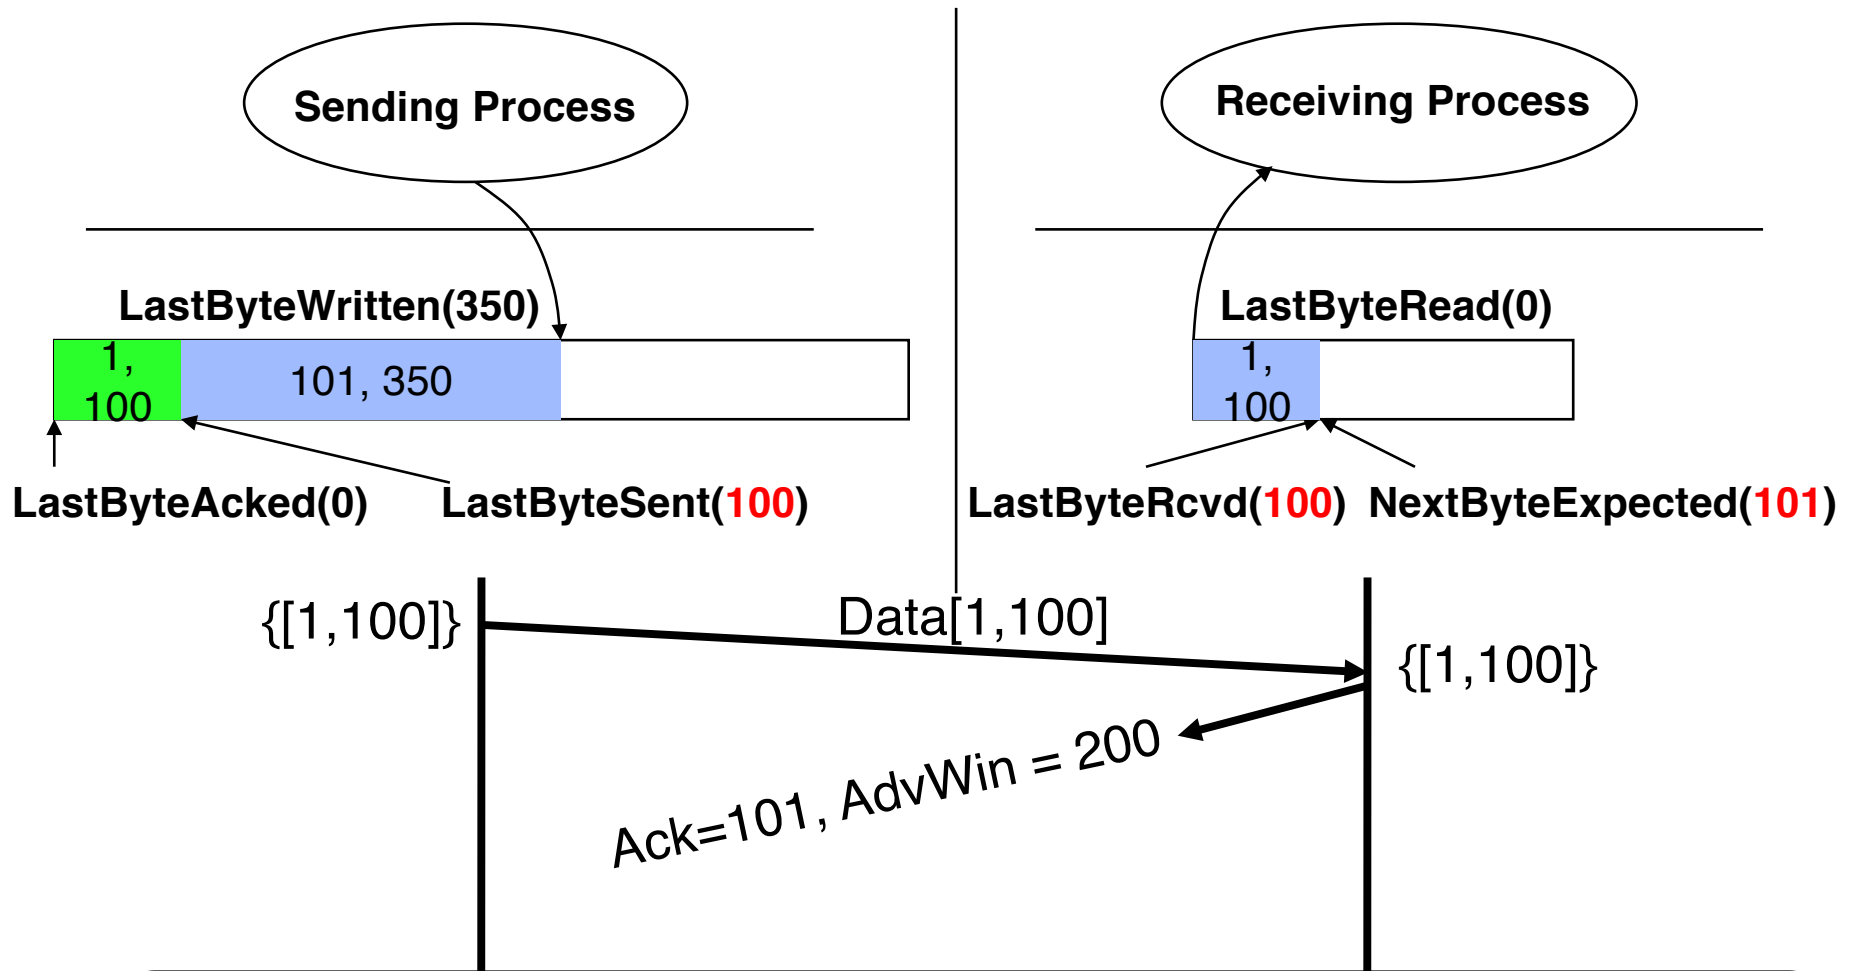 Sending Process
Receiving Process
LastByteWritten(350)
LastByteRead(0)
1,
100
101, 350
1,
100
LastByteAcked(0)
LastByteSent(100)
LastByteRcvd(100)
NextByteExpected(101)
{[1,100]}
Data[1,100]
{[1,100]}
Ack=101, AdvWin = 200